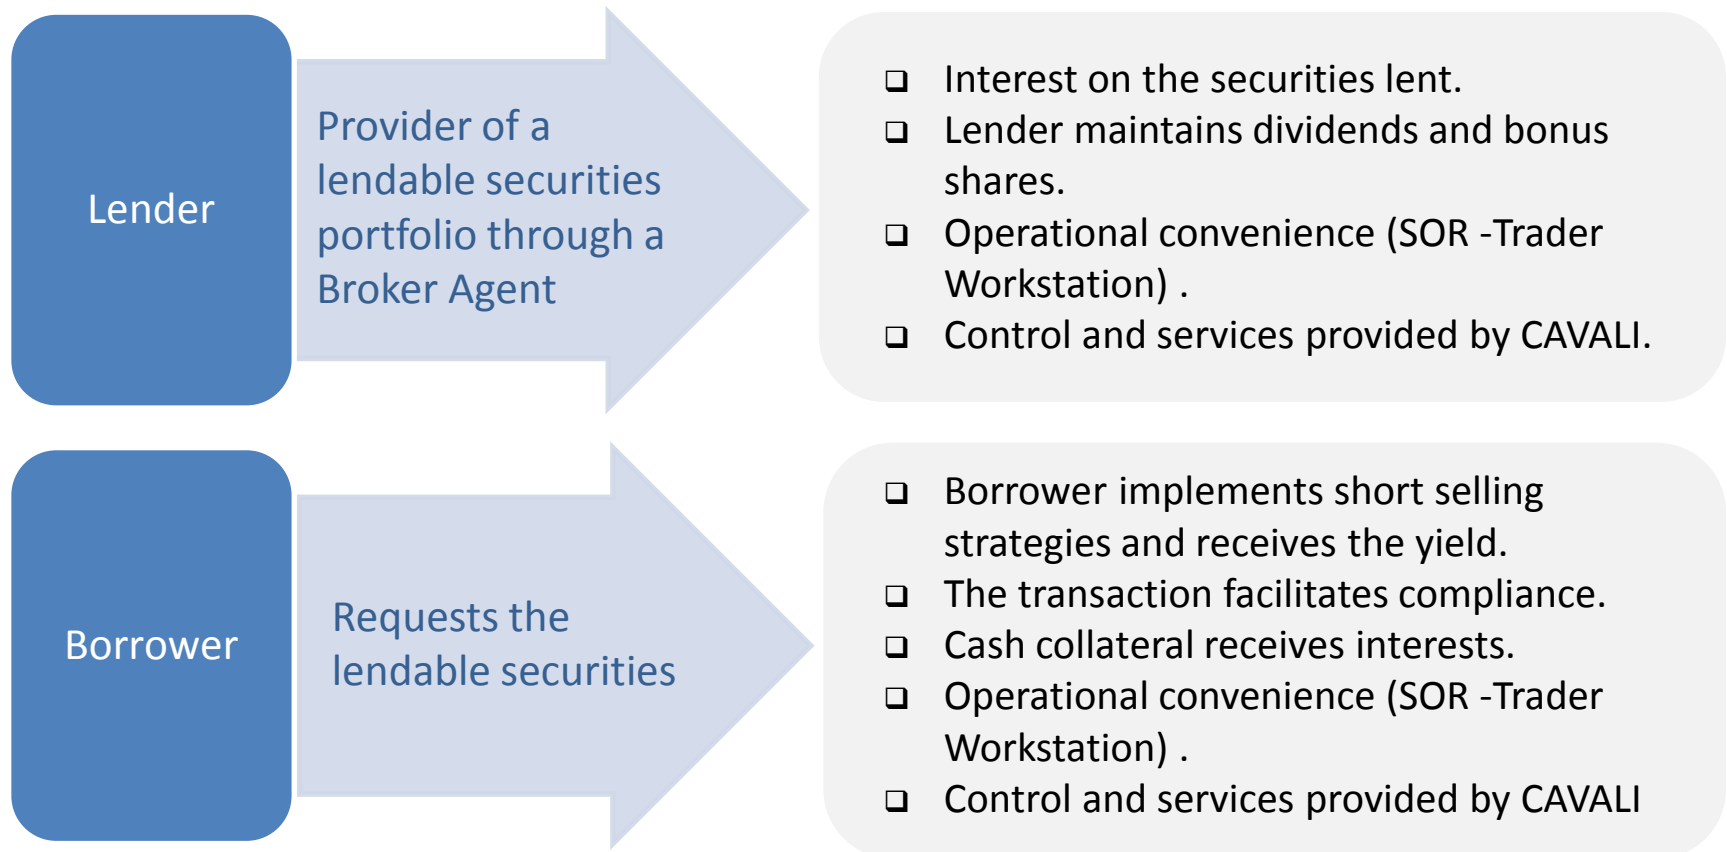 Lender
Provider of a
lendable securities
portfolio through a
Broker Agent
❑ Interest on the securities lent.
❑ Lender maintains dividends and bonus
shares.
❑ Operational convenience (SOR -Trader
Workstation) .
❑ Control and services provided by CAVALI.
Borrower
Requests the
lendable securities
❑ Borrower implements short selling
strategies and receives the yield.
❑ The transaction facilitates compliance.
❑ Cash collateral receives interests.
❑ Operational convenience (SOR -Trader
Workstation) .
❑ Control and services provided by CAVALI